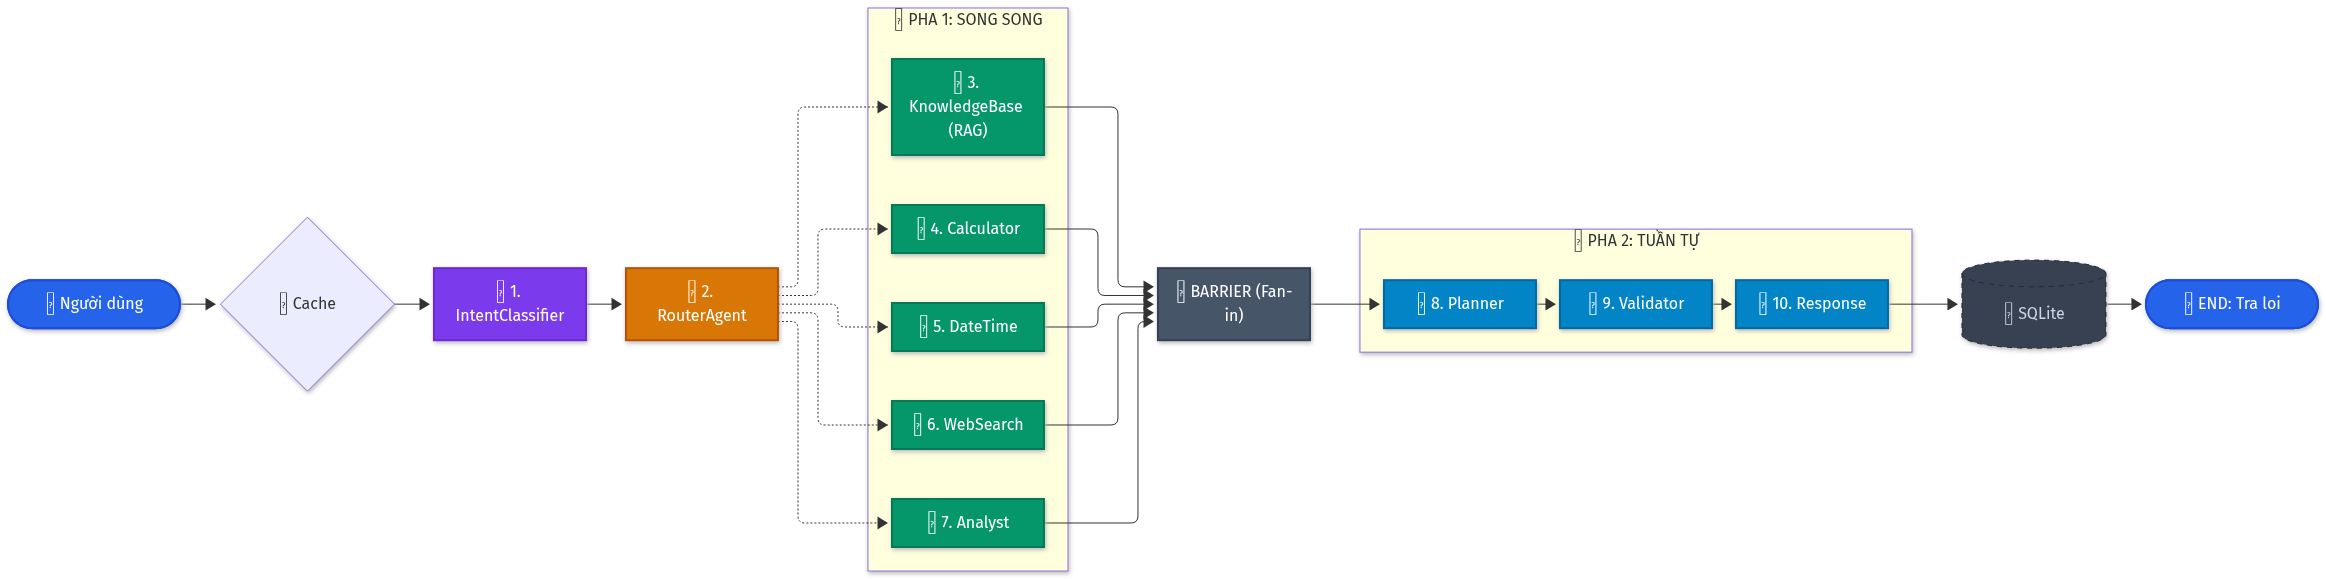 Người dùng
Cache
1.
IntentClassifier
2.
RouterAgent
PHA 1: SONG SONG
3.
KnowledgeBase
(RAG)
4. Calculator
5. DateTime
6. WebSearch
7. Analyst
BARRIER (Fan-
in)
PHA 2: TUẦN TỰ
8. Planner
9. Validator
10. Response
SQLite
END: Tra loi